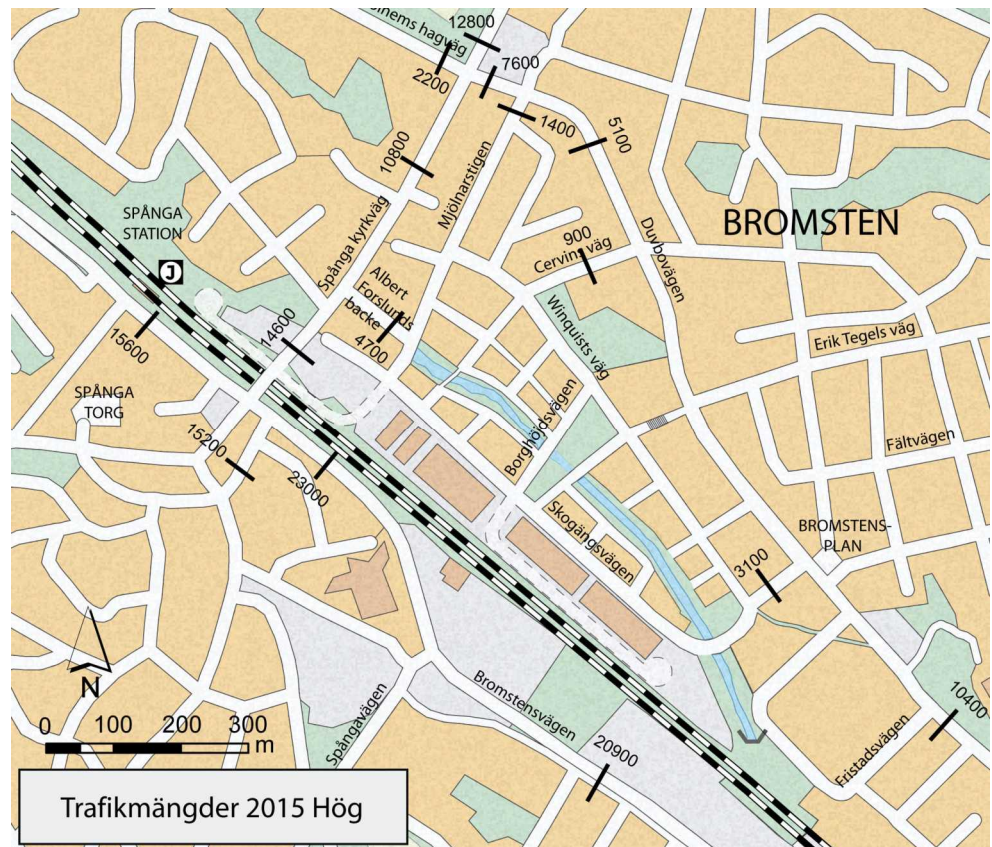 12800
hagväg
7600
2200
1400
5100
10800
Mjölnarstigen
SPÅNGA
STATION
J
Spånga kyrkväg
BROMSTEN
900
Cervins väg
Duvbovägen
Albert
Forslunds
backe
4700
14600
15600
Winquists väg
Erik Tegels väg
SPÅNGA
TORG
15200
23000
Borghöjdsvägen
Fältvägen
Skogängsvägen
BROMSTENS-
PLAN
3100
N
0 100 200 300
m
Spångavägen
Bromstensvägen
20900
10400
Fristadsvägen
Trafikmängder 2015 Hög